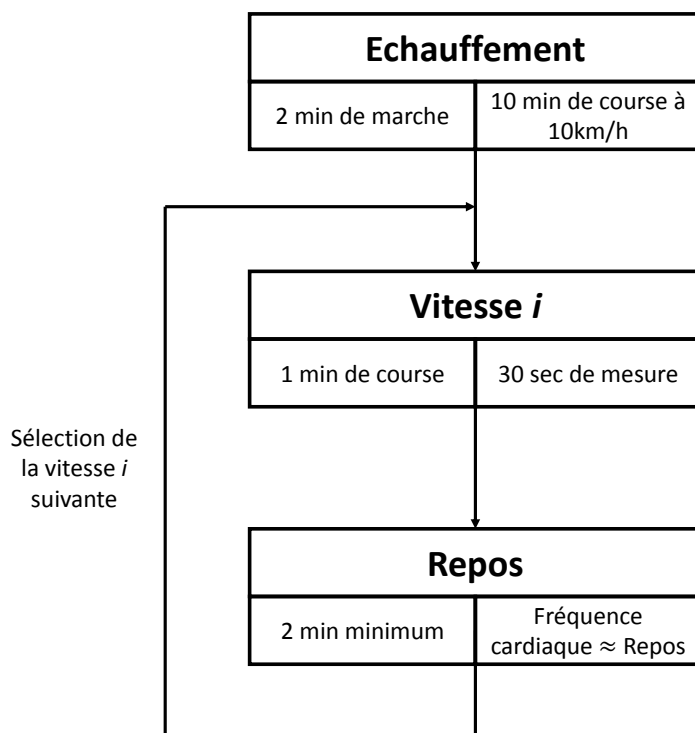 Echauffement
2 min de marche
10 min de course à
10km/h
Vitesse i
1 min de course
30 sec de mesure
Sélection de
la vitesse i
suivante
Repos
2 min minimum
Fréquence
cardiaque ≈ Repos